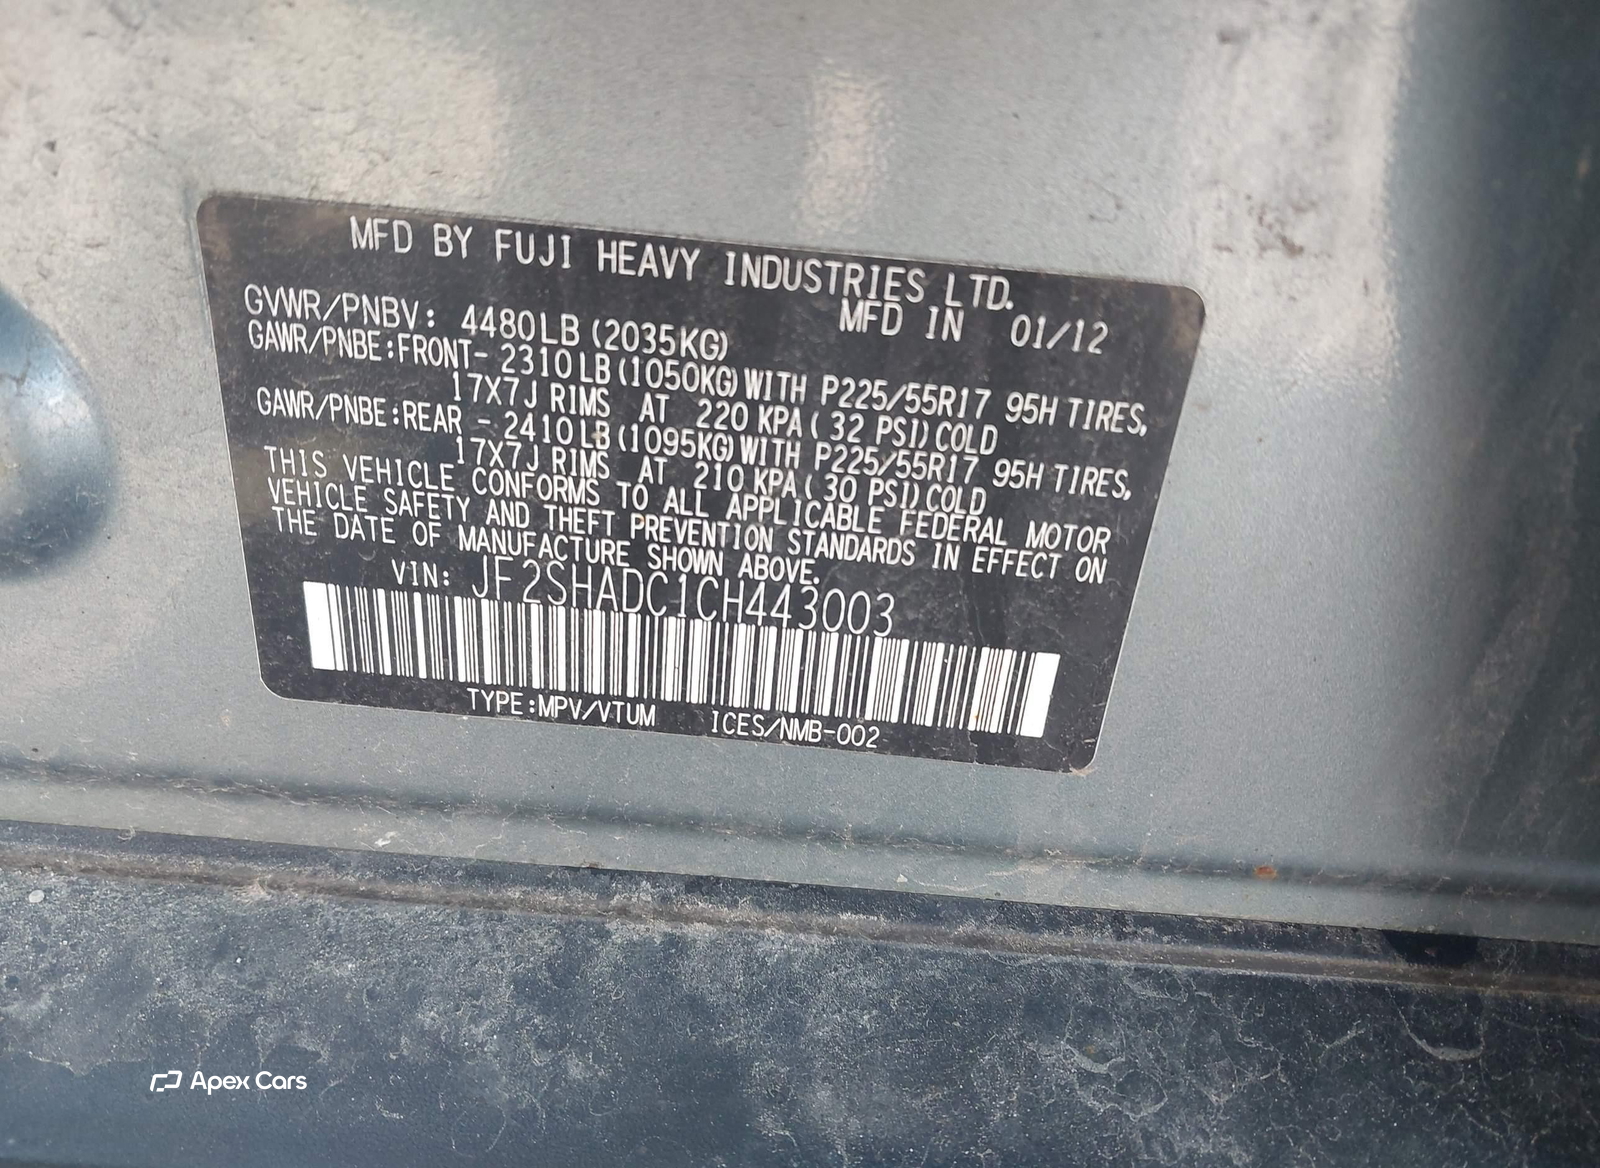 MFD BY FUJI HEAVY INDUSTRIES LTD.
MFD IN 01/12
GVWR/PNBV: 4480LB (2035KG)
GAWR/PNBE:FRONT- 2310LB (1050KG) WITH P225/55R17 95H TIRES,
17X7J RIMS AT 220 KPA ( 32 PSI) COLD
GAWR/PNBE:REAR - 2410LB (1095KG) WITH P225/55R17 95H TIRES,
17X7J RIMS AT 210 KPA ( 30 PSI) COLD
THIS VEHICLE CONFORMS TO ALL APPLICABLE FEDERAL MOTOR
VEHICLE SAFETY AND THEFT PREVENTION STANDARDS IN EFFECT ON
THE DATE OF MANUFACTURE SHOWN ABOVE.
VIN: JF2SHADC1CH443003
TYPE:MPV/VTUM ICES/NMB-002
Apex Cars